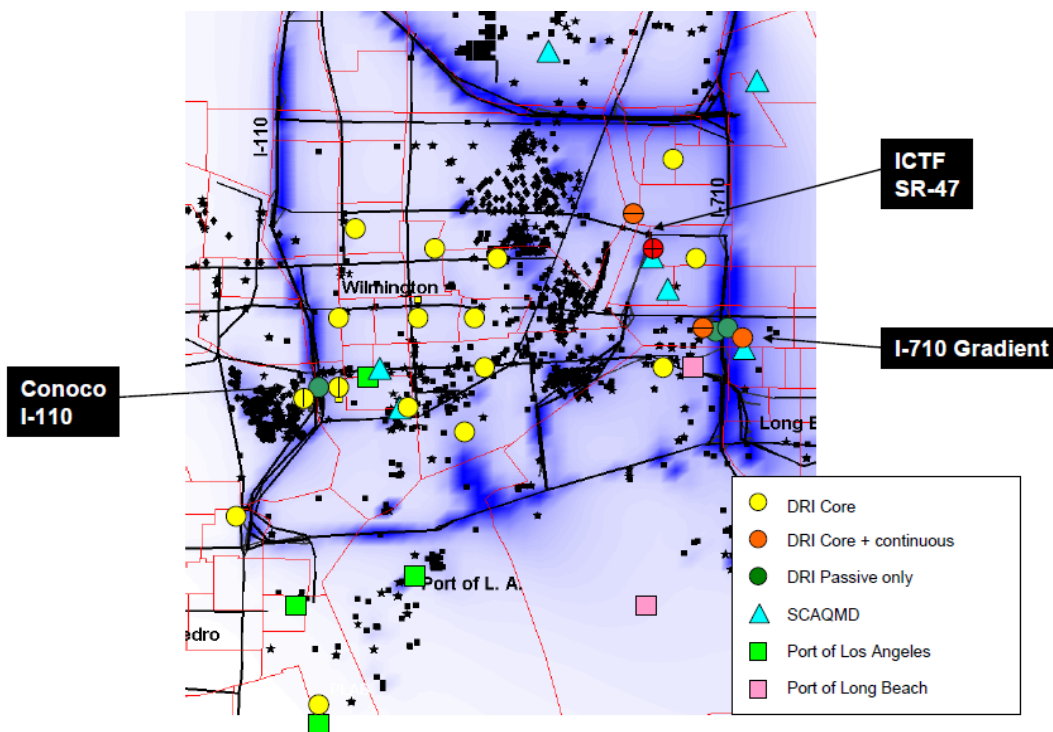 I-110
ICTF
SR-47
I-710
Wilmington
I-710 Gradient
Conoco
I-110
Long B
DRI Core
DRI Core + continuous
DRI Passive only
Port of L. A.
SCAQMD
edro
Port of Los Angeles
Port of Long Beach